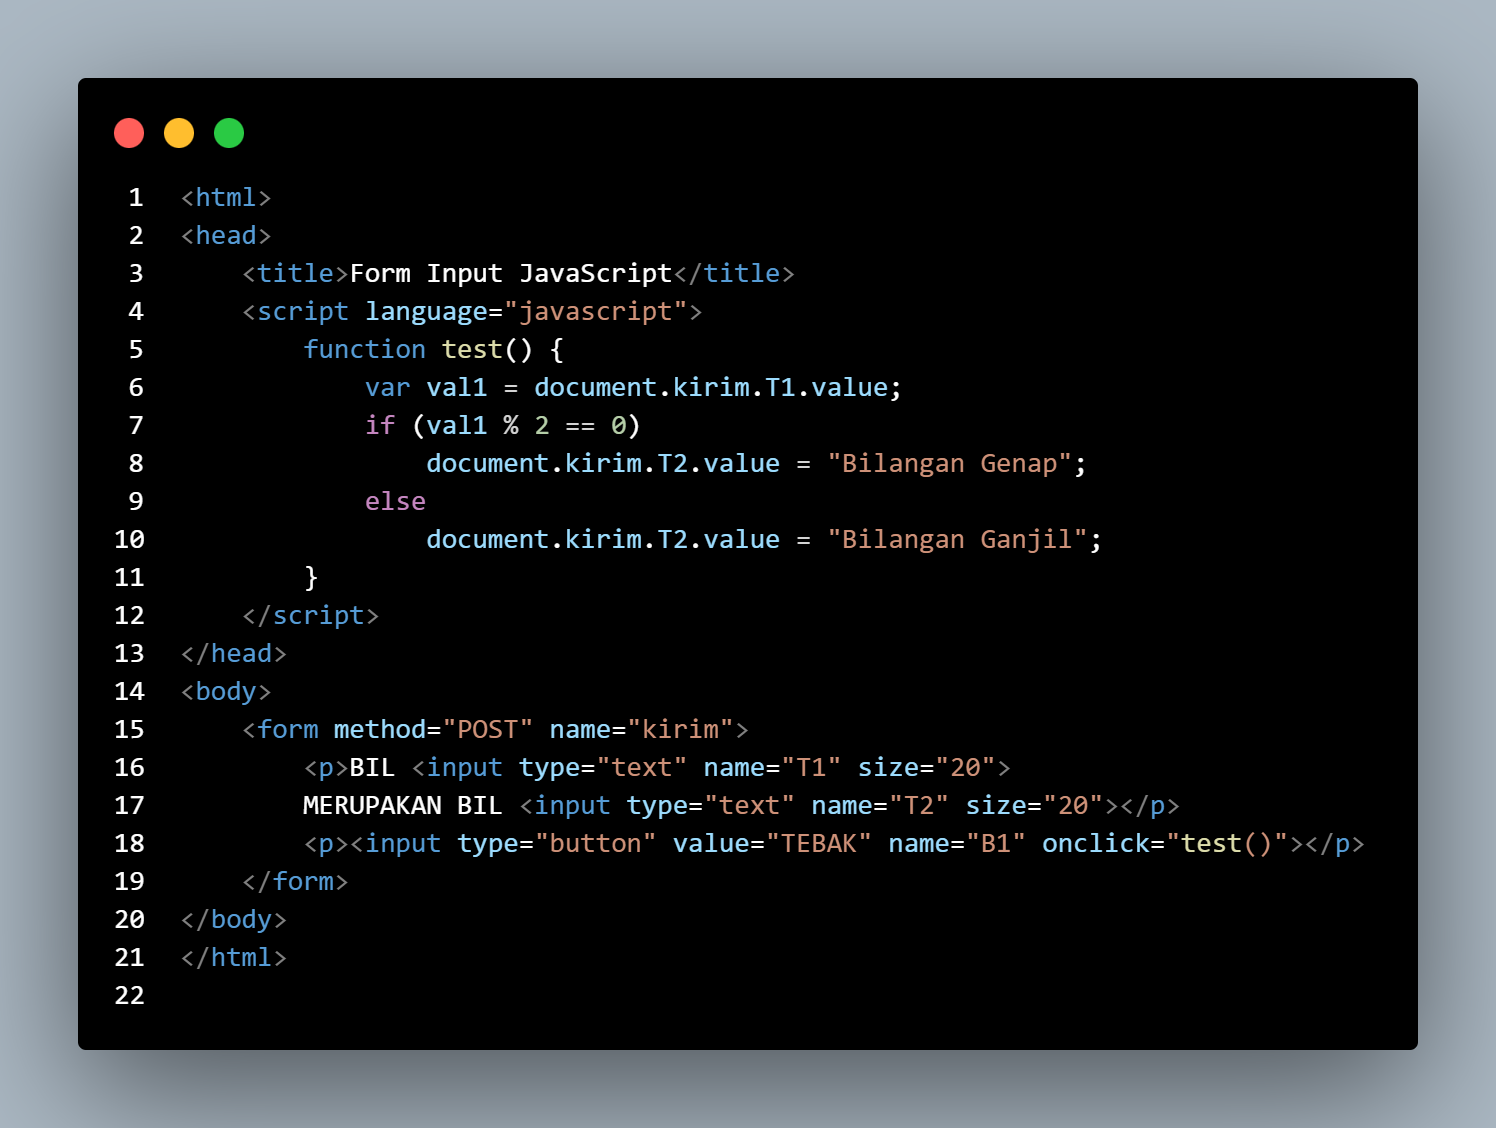 1 <html>
2 <head>
3     <title>Form Input JavaScript</title>
4     <script language="javascript">
5         function test() {
6             var val1 = document.kirim.T1.value;
7             if (val1 % 2 == 0)
8                 document.kirim.T2.value = "Bilangan Genap";
9             else
10                 document.kirim.T2.value = "Bilangan Ganjil";
11         }
12     </script>
13 </head>
14 <body>
15     <form method="POST" name="kirim">
16         <p>BIL <input type="text" name="T1" size="20">
17         MERUPAKAN BIL <input type="text" name="T2" size="20"></p>
18         <p><input type="button" value="TEBAK" name="B1" onclick="test()"></p>
19     </form>
20 </body>
21 </html>
22